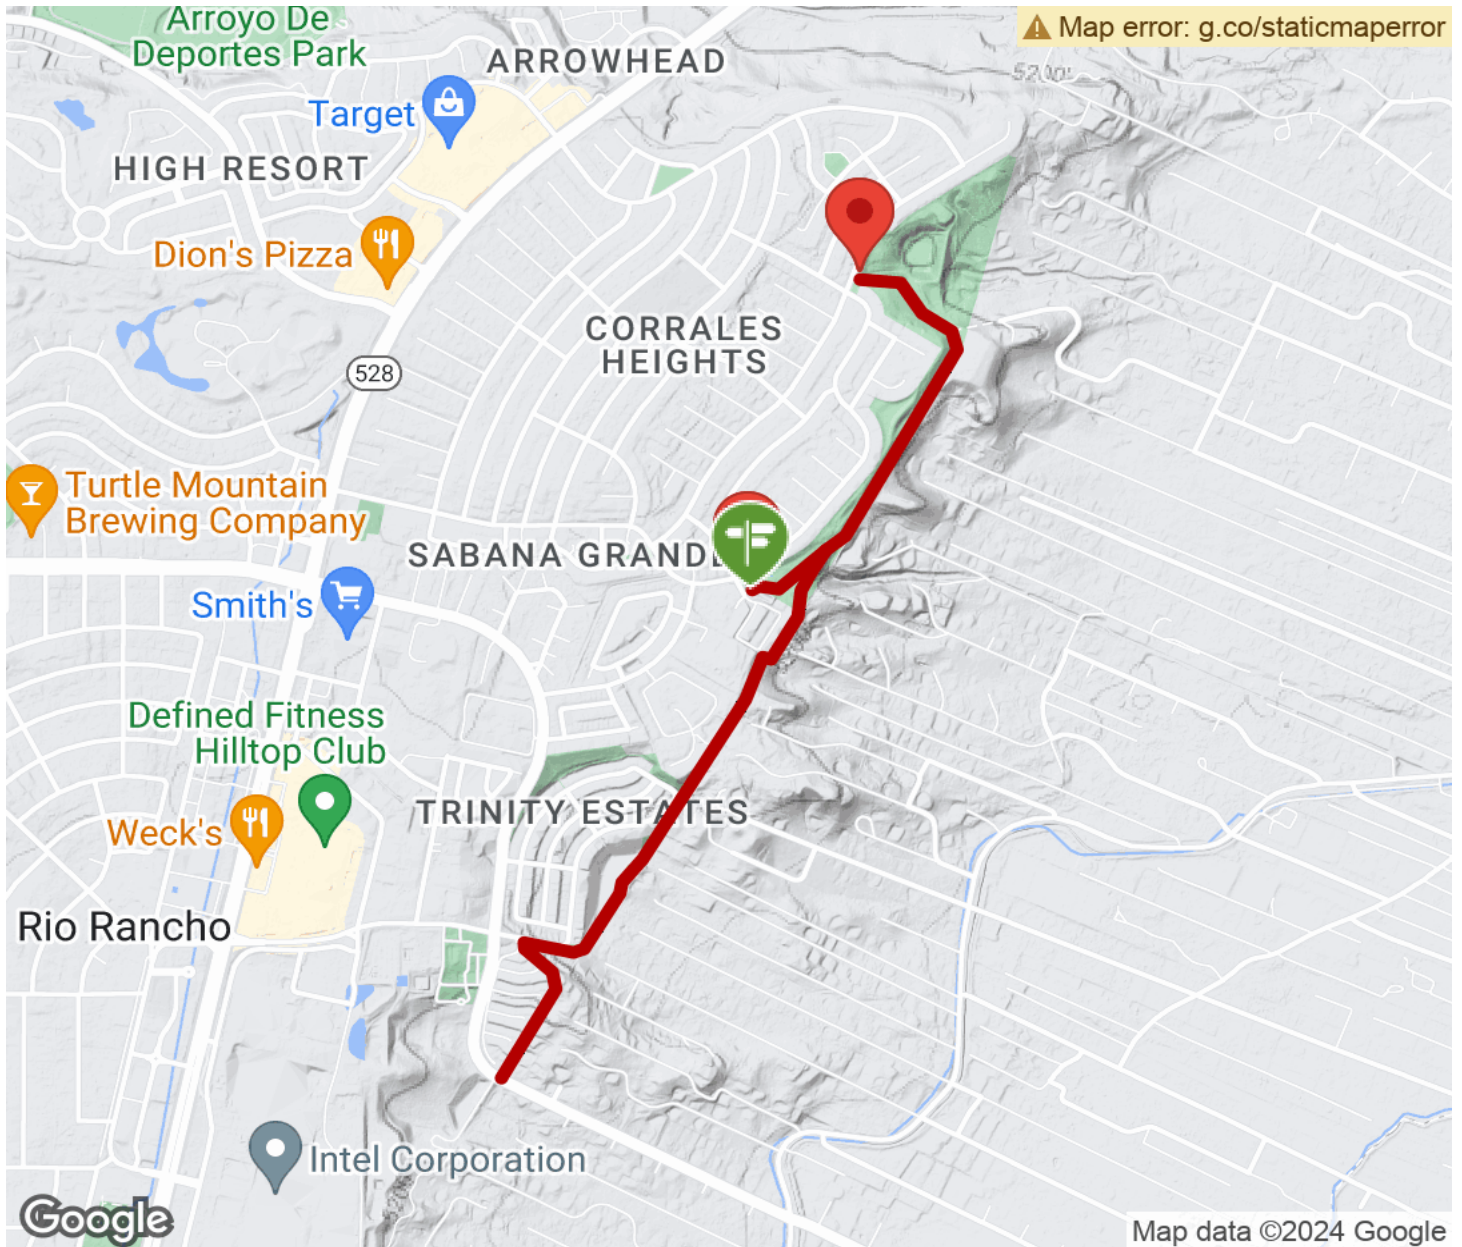 Arroyo De
Deportes Park
Map error: g.co/staticmaperror
ARROWHEAD
5200'
Target
HIGH RESORT
Dion's Pizza
CORRALES
HEIGHTS
528
Turtle Mountain
Brewing Company
SABANA GRANDE
Smith's
Defined Fitness
Hilltop Club
TRINITY ESTATES
Weck's
Rio Rancho
Intel Corporation
Google
Map data ©2024 Google